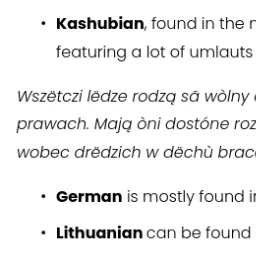 • Kashubian, found in the
featuring a lot of umlauts
Wszëtczi lëdze rodzą sã wòlny
prawach. Mają òni dostóne roz
wobec drëdzich w dëchù brac
• German is mostly found i
• Lithuanian can be found